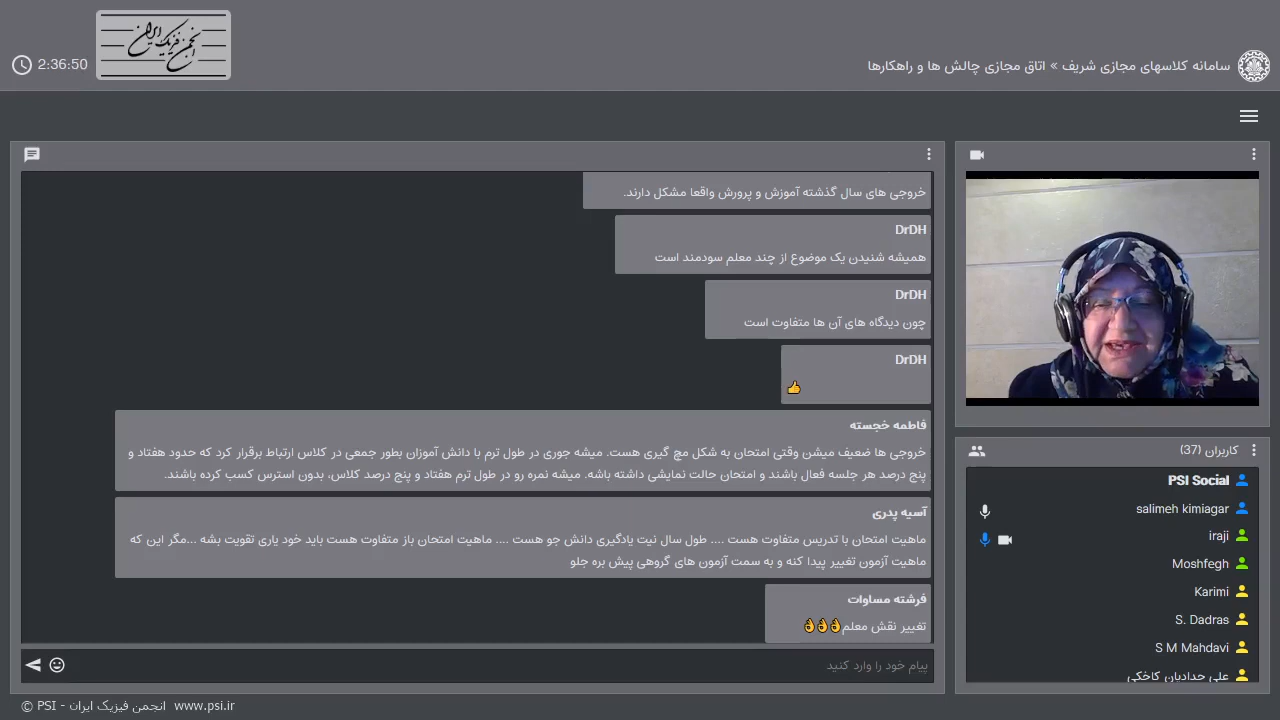 انجمن فیزیک ایران
2:36:50
سامانه کلاسهای مجازی شریف » اتاق مجازی چالش ها و راهکارها
خروجی های سال گذشته آموزش و پرورش واقعا مشکل دارند.
DrDH
همیشه شنیدن یک موضوع از چند معلم سودمند است
DrDH
چون دیدگاه های آن ها متفاوت است
DrDH
👍
فاطمه خجسته
خروجی ها ضعیف میشن وقتی امتحان به شکل مچ گیری هست. میشه جوری در طول ترم با دانش آموزان بطور جمعی در کلاس ارتباط برقرار کرد که حدود هفتاد و
پنج درصد هر جلسه فعال باشند و امتحان حالت نمایشی داشته باشه. میشه نمره رو در طول ترم هفتاد و پنج درصد کلاس، بدون استرس کسب کرده باشند.
آسیه پدری
ماهیت امتحان با تدریس متفاوت هست .... طول سال نیت یادگیری دانش جو هست .... ماهیت امتحان باز متفاوت هست باید خود یاری تقویت بشه ...مگر این که
ماهیت آزمون تغییر پیدا کنه و به سمت آزمون های گروهی پیش بره جلو
فرشته مساوات
تغییر نقش معلم👌👌👌
پیام خود را وارد کنید
کاربران (37)
PSI Social
salimeh kimiagar
iraji
Moshfegh
Karimi
S. Dadras
S M Mahdavi
علی حدادیان کاخکی
© PSI - انجمن فیزیک ایران www.psi.ir